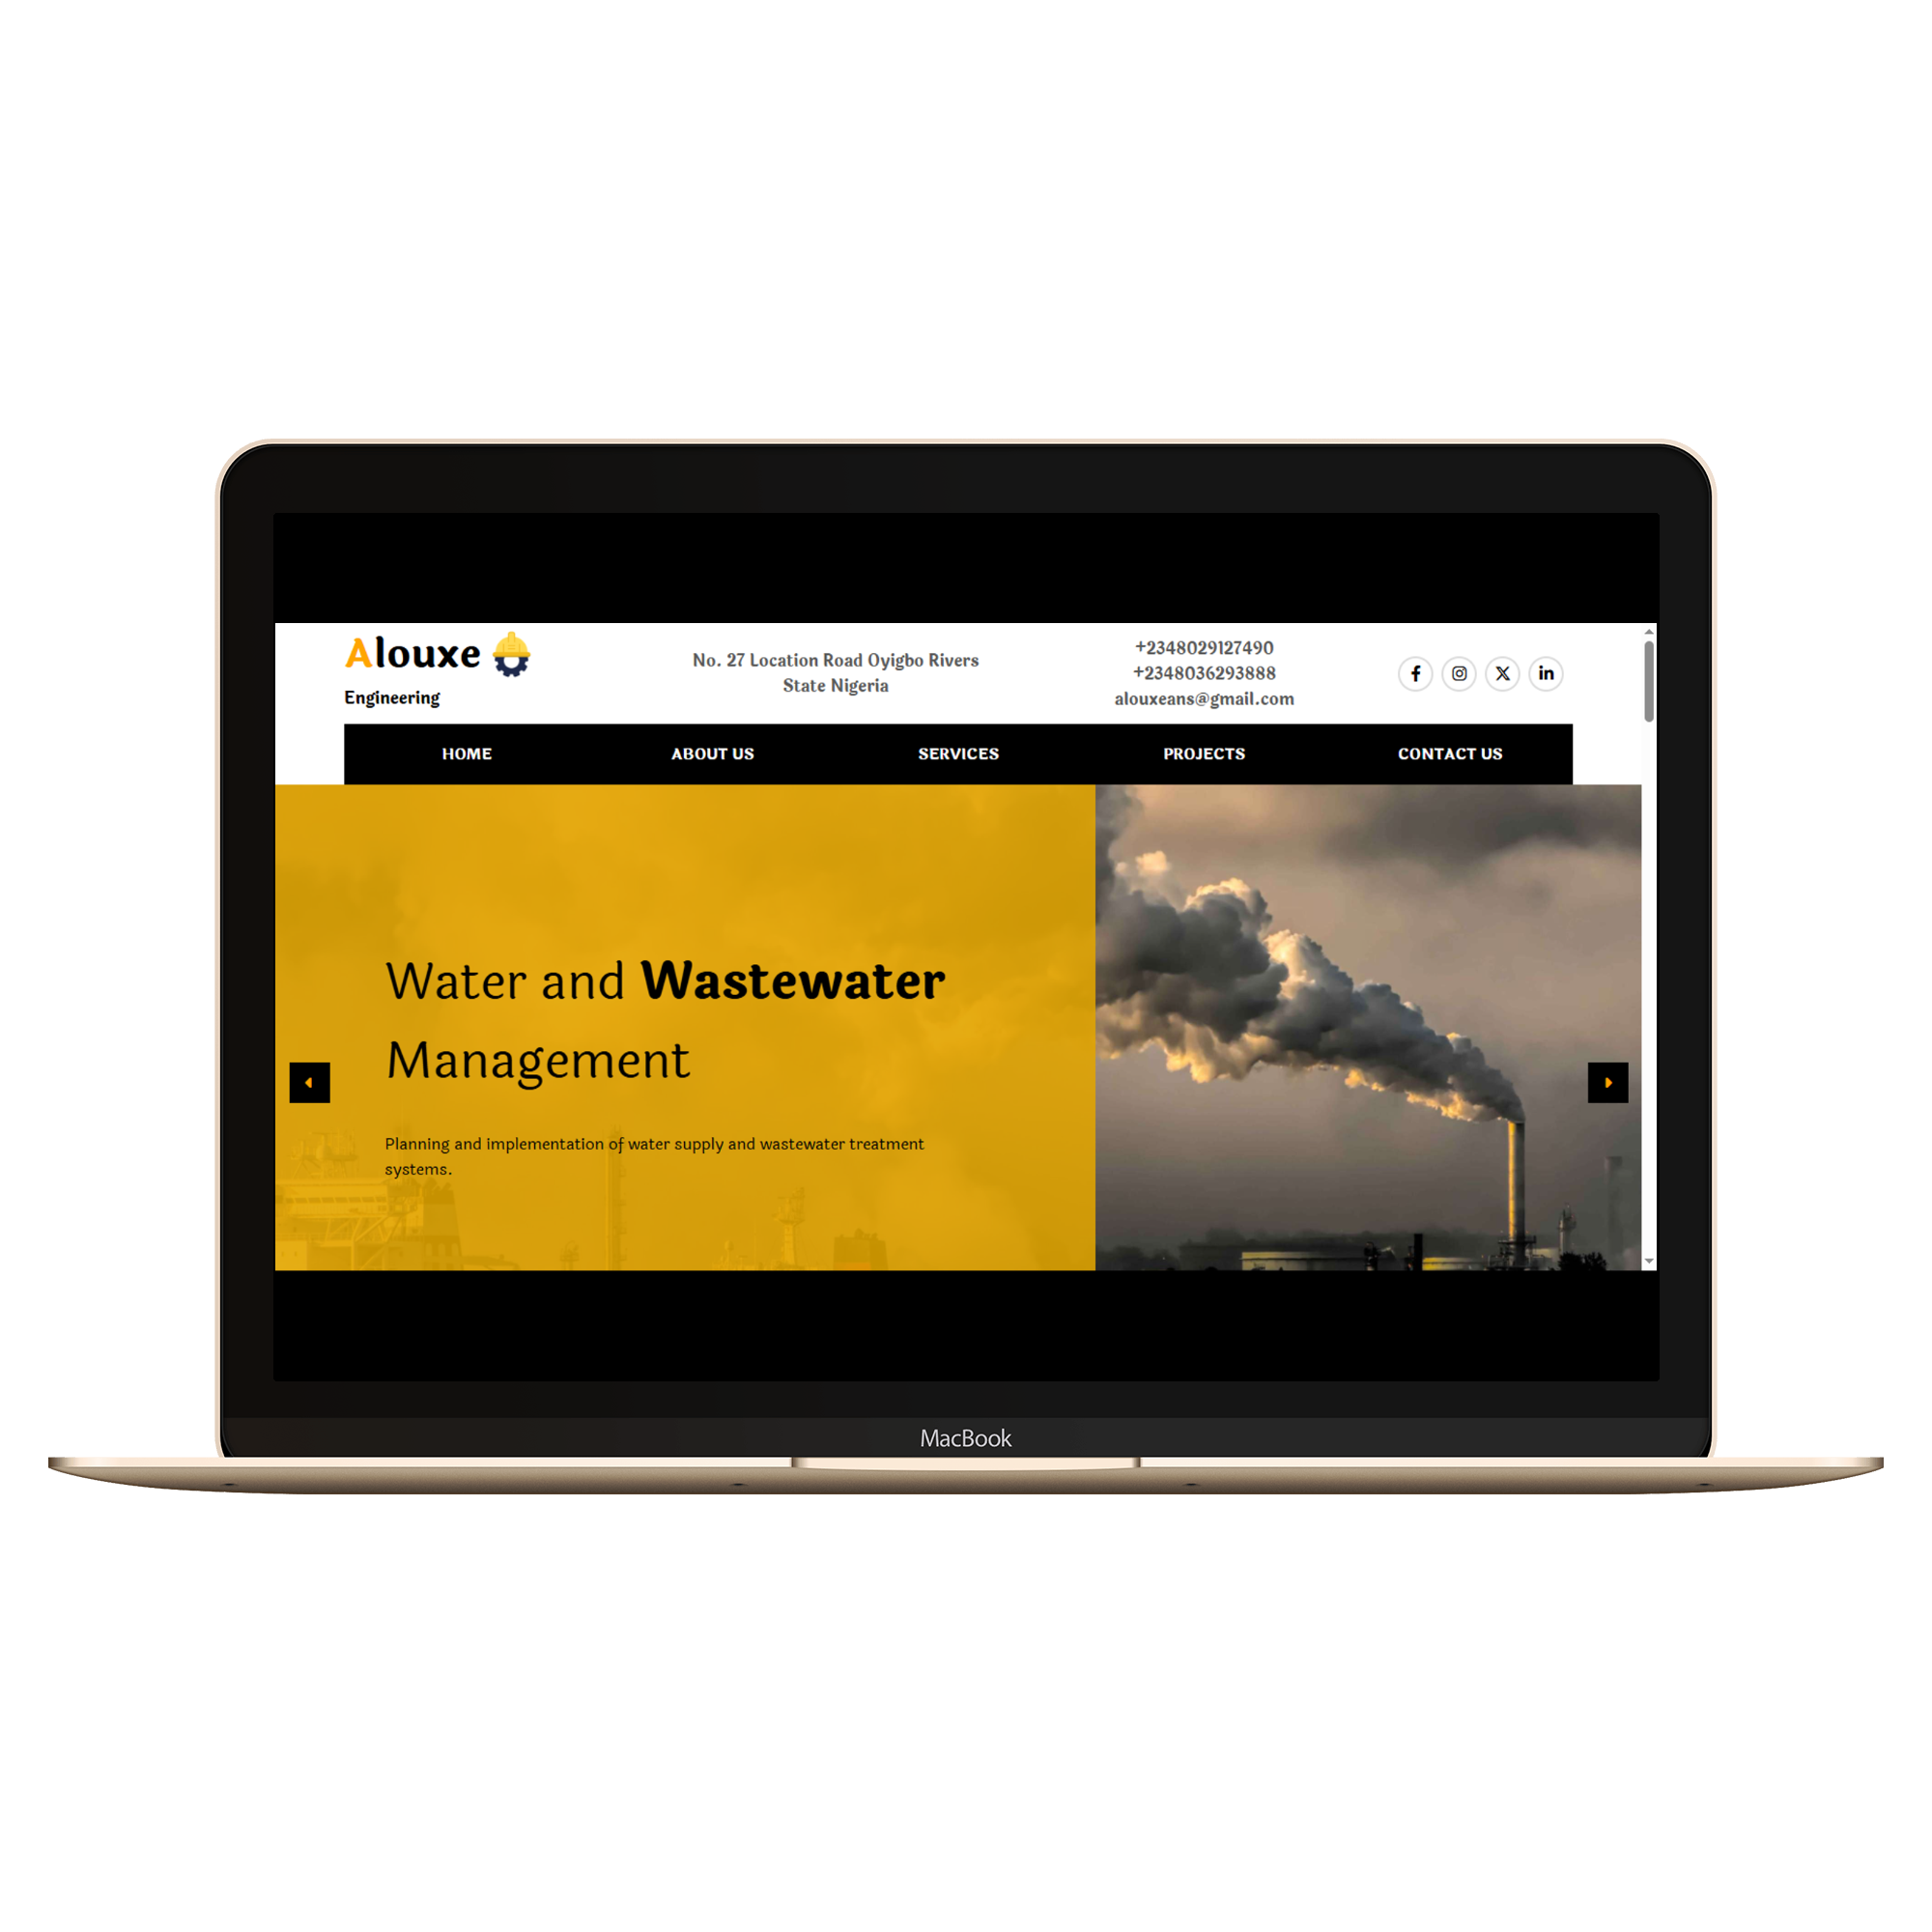 Alouxe
Engineering
No. 27 Location Road Oyigbo Rivers
State Nigeria
+2348029127490
+2348036293888
alouxeans@gmail.com
HOME
ABOUT US
SERVICES
PROJECTS
CONTACT US
Water and Wastewater
Management
Planning and implementation of water supply and wastewater treatment
systems.
MacBook